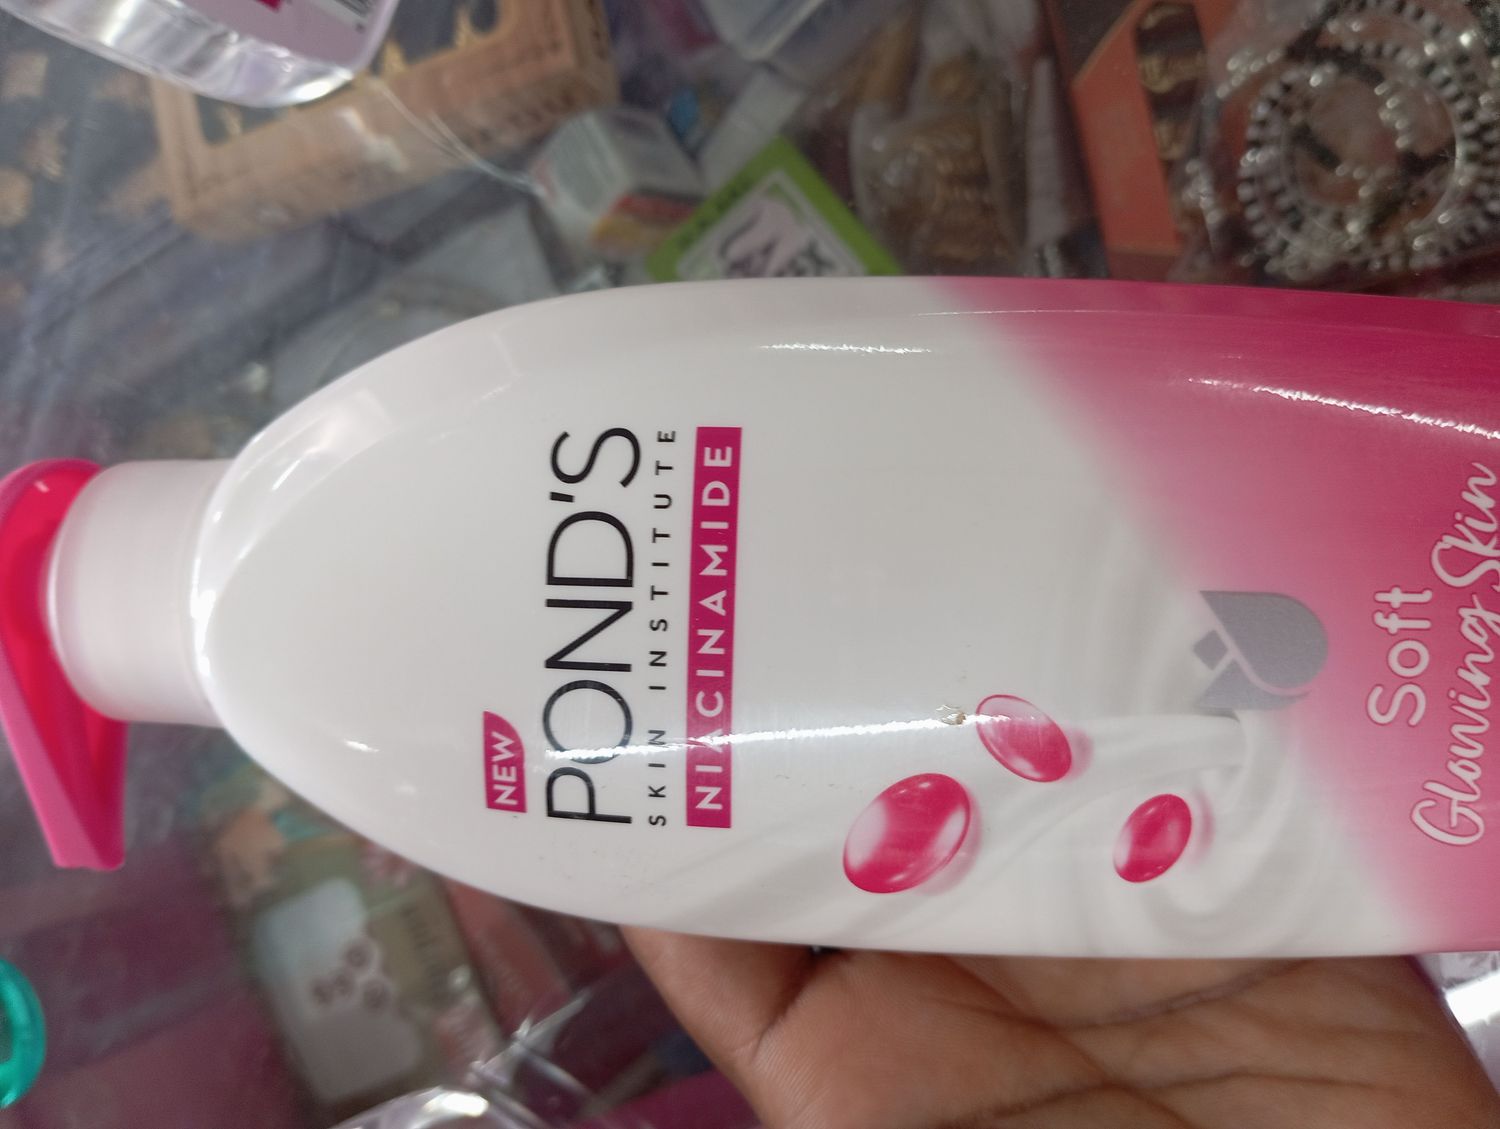 NEW
POND'S
SKIN INSTITUTE
NIACINAMIDE
Soft
Glowing Skin